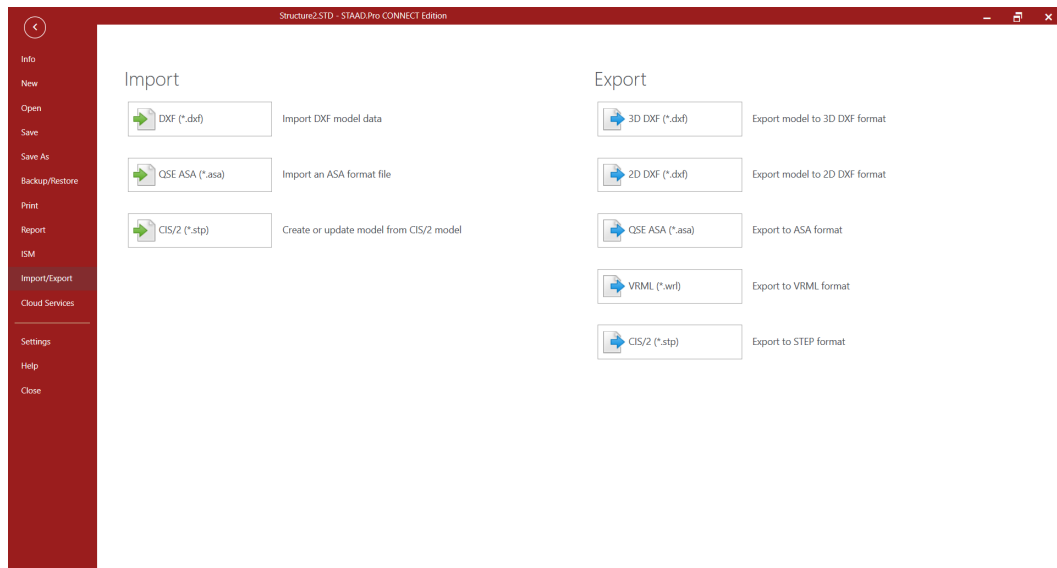 Structure2.STD - STAAD.Pro CONNECT Edition
Info
New
Open
Save
Save As
Backup/Restore
Print
Report
ISM
Import/Export
Cloud Services
Settings
Help
Close
Import
DXF (*.dxf) Import DXF model data
QSE ASA (*.asa) Import an ASA format file
CIS/2 (*.stp) Create or update model from CIS/2 model
Export
3D DXF (*.dxf) Export model to 3D DXF format
2D DXF (*.dxf) Export model to 2D DXF format
QSE ASA (*.asa) Export to ASA format
VRML (*.wrl) Export to VRML format
CIS/2 (*.stp) Export to STEP format